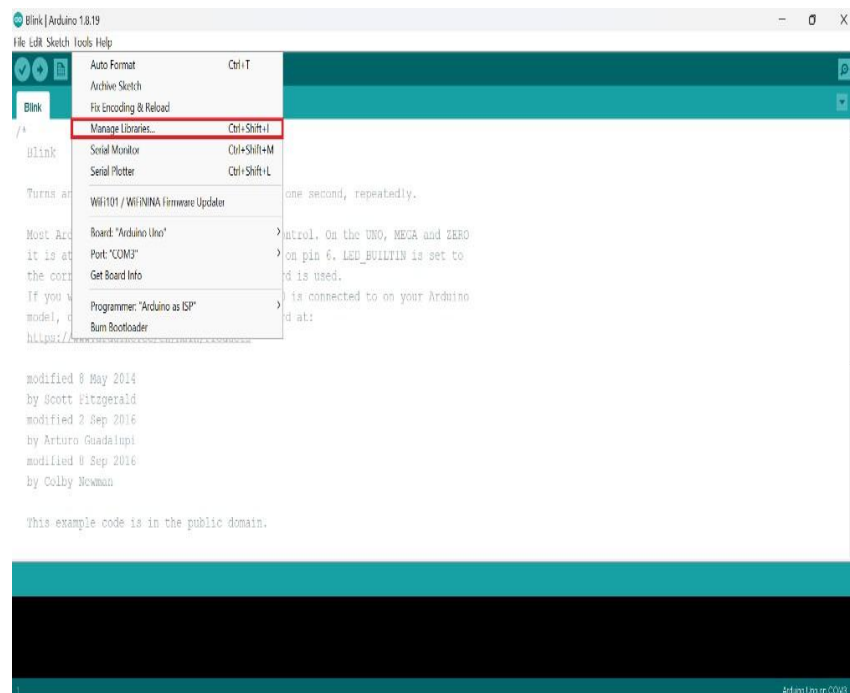 Blink | Arduino 1.8.19
File Edit Sketch Tools Help
Auto Format Ctrl+T
Archive Sketch
Fix Encoding & Reload
Manage Libraries... Ctrl+Shift+I
Serial Monitor Ctrl+Shift+M
Serial Plotter Ctrl+Shift+L
WiFi101 / WiFiNINA Firmware Updater
Board: "Arduino Uno"
Port: "COM3"
Get Board Info
Programmer: "Arduino as ISP"
Burn Bootloader
Blink
/*
Blink
Turns an one second, repeatedly.
Most Ard ntrol. On the UNO, MEGA and ZERO
it is at on pin 6. LED_BUILTIN is set to
the corr rd is used.
If you w is connected to on your Arduino
model, c rd at:
https://
modified 8 May 2014
by Scott Fitzgerald
modified 2 Sep 2016
by Arturo Guadalupi
modified 8 Sep 2016
by Colby Newman
This example code is in the public domain.
1
Arduino Uno on COM3